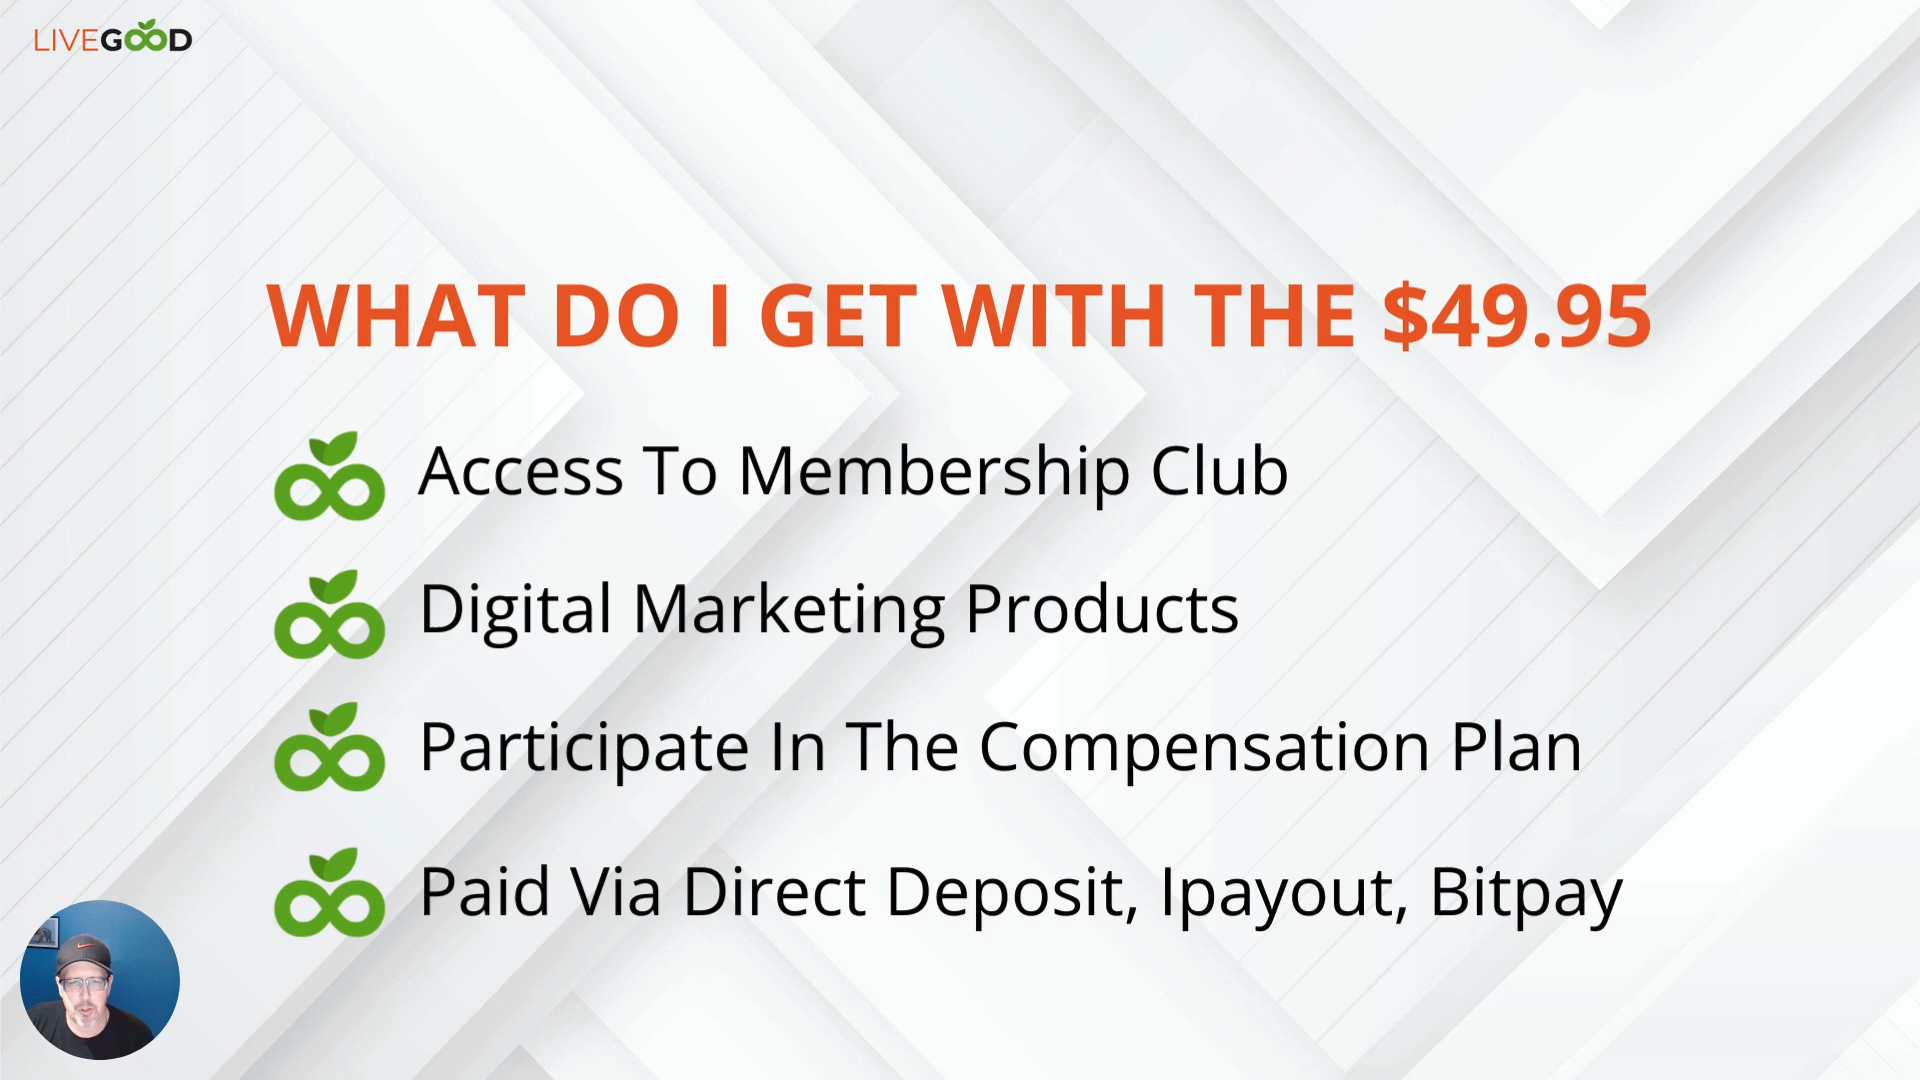 LIVEGOOD
WHAT DO I GET WITH THE $49.95
Access To Membership Club
Digital Marketing Products
Participate In The Compensation Plan
Paid Via Direct Deposit, Ipayout, Bitpay